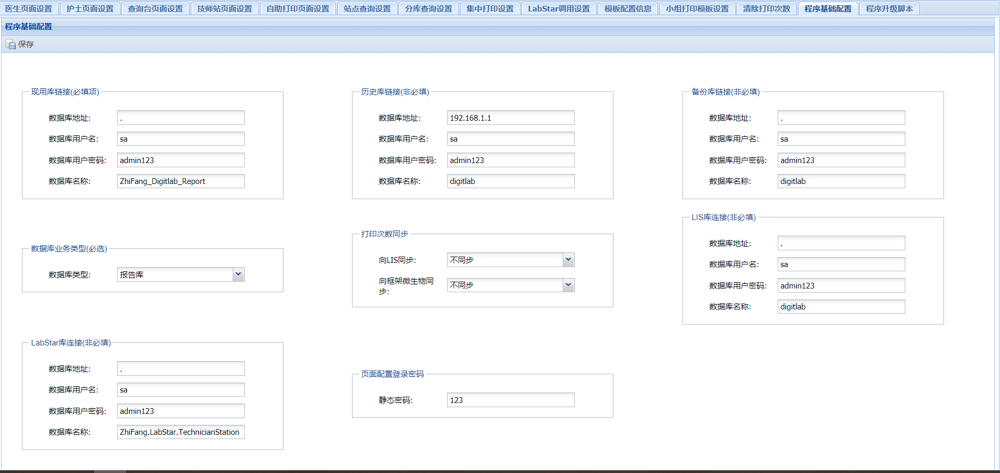 医生页面设置 护士页面设置 查询台页面设置 技师站页面设置 自助打印页面设置 站点查询设置 分库查询设置 集中打印设置 LabStar调用设置 模板配置信息 小组打印模板设置 清除打印次数 程序基础配置 程序升级脚本
程序基础配置
保存
现用库链接(必填项)
数据库地址: .
数据库用户名: sa
数据库用户密码: admin123
数据库名称: ZhiFang_Digitlab_Report
历史库链接(非必填)
数据库地址: 192.168.1.1
数据库用户名: sa
数据库用户密码: admin123
数据库名称: digitlab
备份库链接(非必填)
数据库地址: .
数据库用户名: sa
数据库用户密码: admin123
数据库名称: digitlab
数据库业务类型(必选)
数据库类型: 报告库
打印次数同步
向LIS同步: 不同步
向框架微生物同
步: 不同步
LIS库连接(非必填)
数据库地址: .
数据库用户名: sa
数据库用户密码: admin123
数据库名称: digitlab
LabStar库连接(非必填)
数据库地址: .
数据库用户名: sa
数据库用户密码: admin123
数据库名称: ZhiFang.LabStar.TechnicianStation
页面配置登录密码
静态密码: 123